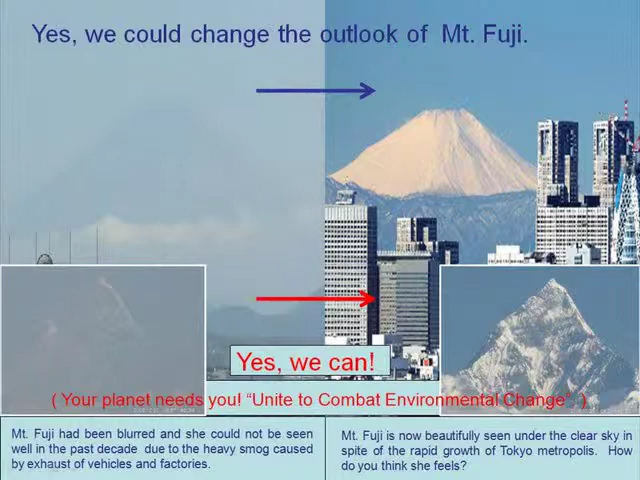 Yes, we could change the outlook of Mt. Fuji.
Yes, we can!
( Your planet needs you! “Unite to Combat Environmental Change” )
Mt. Fuji had been blurred and she could not be seen
well in the past decade due to the heavy smog caused
by exhaust of vehicles and factories.
Mt. Fuji is now beautifully seen under the clear sky in
spite of the rapid growth of Tokyo metropolis. How
do you think she feels?